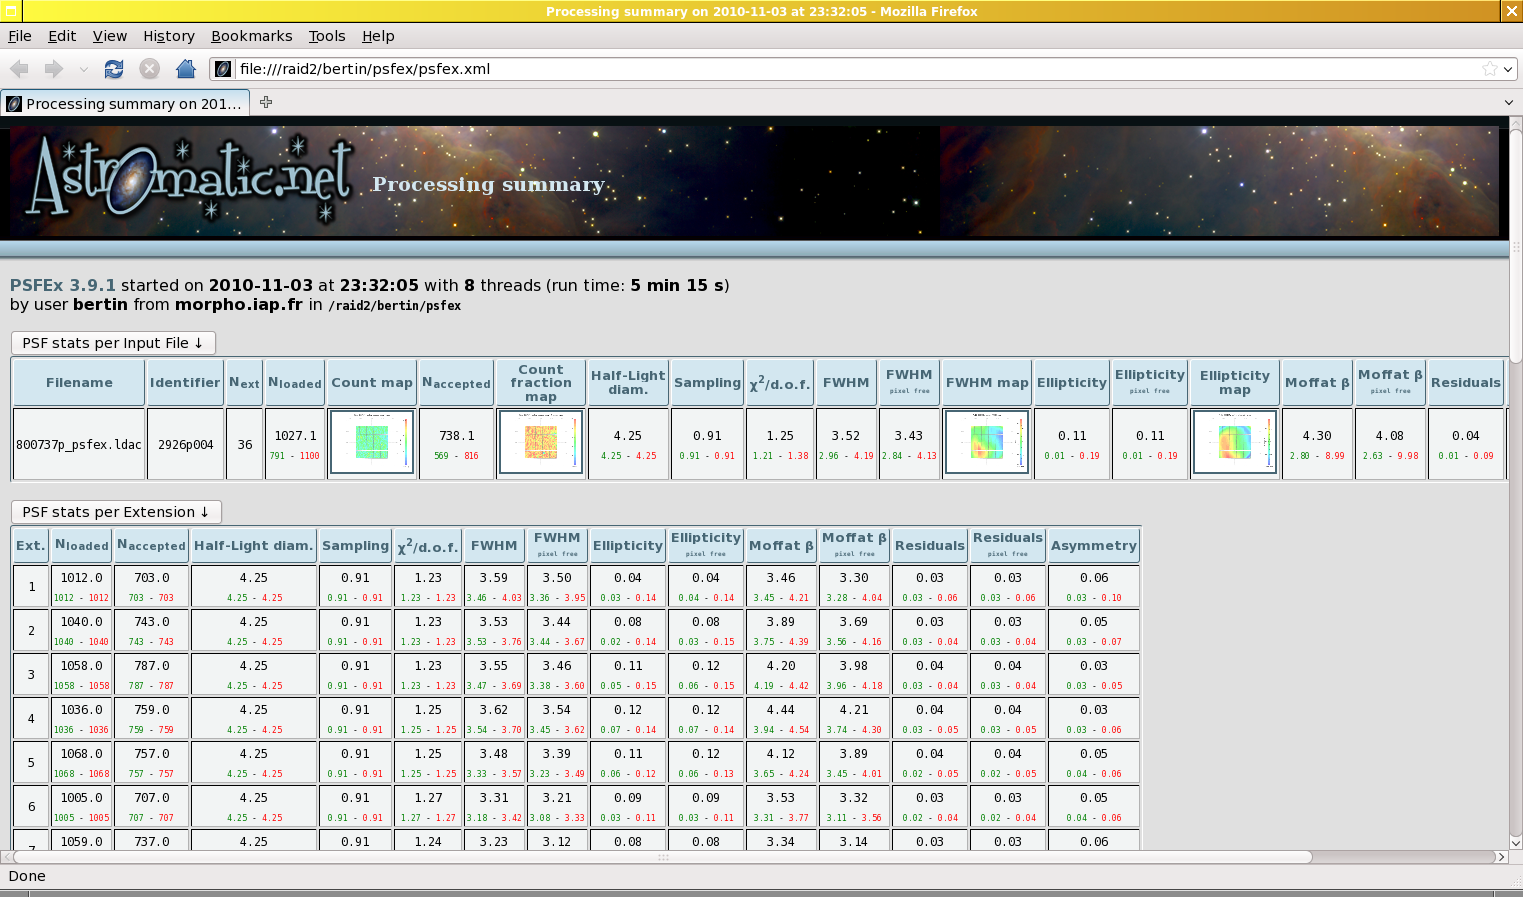 Processing summary on 2010-11-03 at 23:32:05 - Mozilla Firefox
File Edit View History Bookmarks Tools Help
file:///raid2/bertin/psfex/psfex.xml
Processing summary on 201...
Astromatic.net Processing summary
PSFEx 3.9.1 started on 2010-11-03 at 23:32:05 with 8 threads (run time: 5 min 15 s)
by user bertin from morpho.iap.fr in /raid2/bertin/psfex
PSF stats per Input File ↓
Filename Identifier Next Nloaded Count map Naccepted Count fraction map Half-Light diam. Sampling χ²/d.o.f. FWHM FWHM pixel free FWHM map Ellipticity Ellipticity pixel free Ellipticity map Moffat β Moffat β pixel free Residuals
800737p_psfex.ldac 2926p004 36 1027.1 738.1 4.25 0.91 1.25 3.52 3.43 0.11 0.11 4.30 4.08 0.04
791 - 1100 569 - 816 4.25 - 4.25 0.91 - 0.91 1.21 - 1.38 2.96 - 4.19 2.84 - 4.13 0.01 - 0.19 0.01 - 0.19 2.80 - 8.99 2.63 - 9.98 0.01 - 0.09
PSF stats per Extension ↓
Ext. Nloaded Naccepted Half-Light diam. Sampling χ²/d.o.f. FWHM FWHM pixel free Ellipticity Ellipticity pixel free Moffat β Moffat β pixel free Residuals Residuals pixel free Asymmetry
1 1012.0 703.0 4.25 0.91 1.23 3.59 3.50 0.04 0.04 3.46 3.30 0.03 0.03 0.06
1012 - 1012 703 - 703 4.25 - 4.25 0.91 - 0.91 1.23 - 1.23 3.46 - 4.03 3.36 - 3.95 0.03 - 0.14 0.04 - 0.14 3.45 - 4.21 3.28 - 4.04 0.03 - 0.06 0.03 - 0.06 0.03 - 0.10
2 1040.0 743.0 4.25 0.91 1.23 3.53 3.44 0.08 0.08 3.89 3.69 0.03 0.03 0.05
1040 - 1040 743 - 743 4.25 - 4.25 0.91 - 0.91 1.23 - 1.23 3.53 - 3.76 3.44 - 3.67 0.02 - 0.14 0.03 - 0.15 3.75 - 4.39 3.56 - 4.16 0.03 - 0.04 0.03 - 0.04 0.03 - 0.07
3 1058.0 787.0 4.25 0.91 1.23 3.55 3.46 0.11 0.12 4.20 3.98 0.04 0.04 0.03
1058 - 1058 787 - 787 4.25 - 4.25 0.91 - 0.91 1.23 - 1.23 3.47 - 3.69 3.38 - 3.60 0.05 - 0.15 0.06 - 0.15 4.19 - 4.42 3.96 - 4.18 0.03 - 0.04 0.03 - 0.04 0.03 - 0.05
4 1036.0 759.0 4.25 0.91 1.25 3.62 3.54 0.12 0.12 4.44 4.21 0.04 0.04 0.03
1036 - 1036 759 - 759 4.25 - 4.25 0.91 - 0.91 1.25 - 1.25 3.54 - 3.70 3.45 - 3.62 0.07 - 0.14 0.07 - 0.14 3.94 - 4.54 3.74 - 4.30 0.03 - 0.05 0.03 - 0.05 0.03 - 0.06
5 1068.0 757.0 4.25 0.91 1.25 3.48 3.39 0.11 0.12 4.12 3.89 0.04 0.04 0.05
1068 - 1068 757 - 757 4.25 - 4.25 0.91 - 0.91 1.25 - 1.25 3.33 - 3.57 3.23 - 3.49 0.06 - 0.12 0.06 - 0.13 3.65 - 4.24 3.45 - 4.01 0.02 - 0.05 0.02 - 0.05 0.04 - 0.06
6 1005.0 707.0 4.25 0.91 1.27 3.31 3.21 0.09 0.09 3.53 3.32 0.03 0.03 0.05
1005 - 1005 707 - 707 4.25 - 4.25 0.91 - 0.91 1.27 - 1.27 3.18 - 3.42 3.08 - 3.33 0.03 - 0.11 0.03 - 0.11 3.31 - 3.77 3.11 - 3.56 0.02 - 0.04 0.02 - 0.04 0.04 - 0.06
7 1059.0 737.0 4.25 0.91 1.24 3.23 3.12 0.08 0.08 3.34 3.14 0.03 0.03 0.06
Done